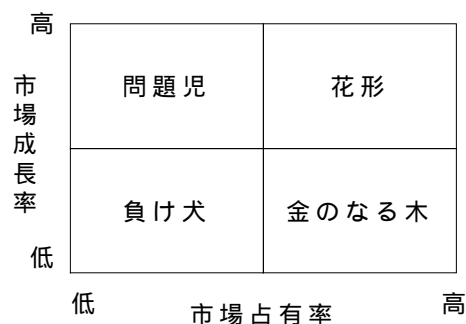 高
問題児
花形
市場成長率
負け犬
金のなる木
低
低
市場占有率
高